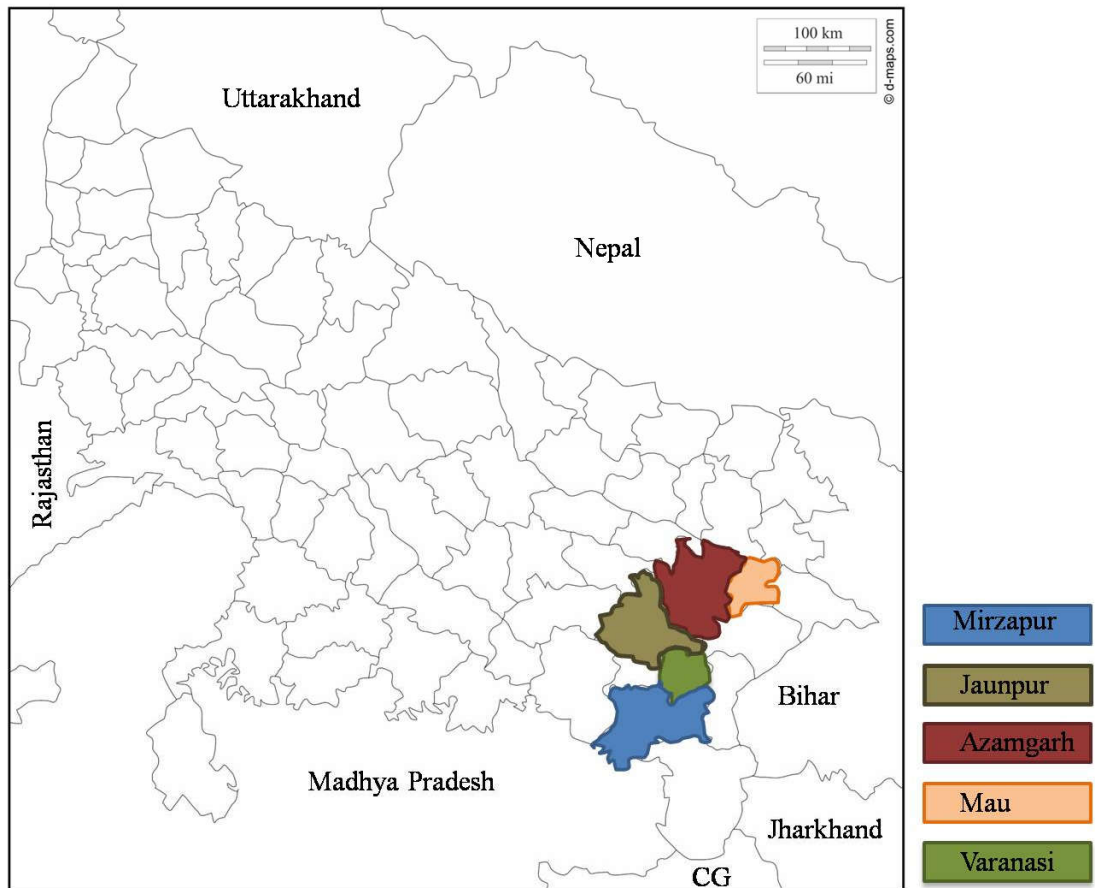 100 km
60 mi
© d-maps.com
Uttarakhand
Nepal
Rajasthan
Mirzapur
Jaunpur
Bihar
Azamgarh
Madhya Pradesh
Mau
Jharkhand
Varanasi
CG